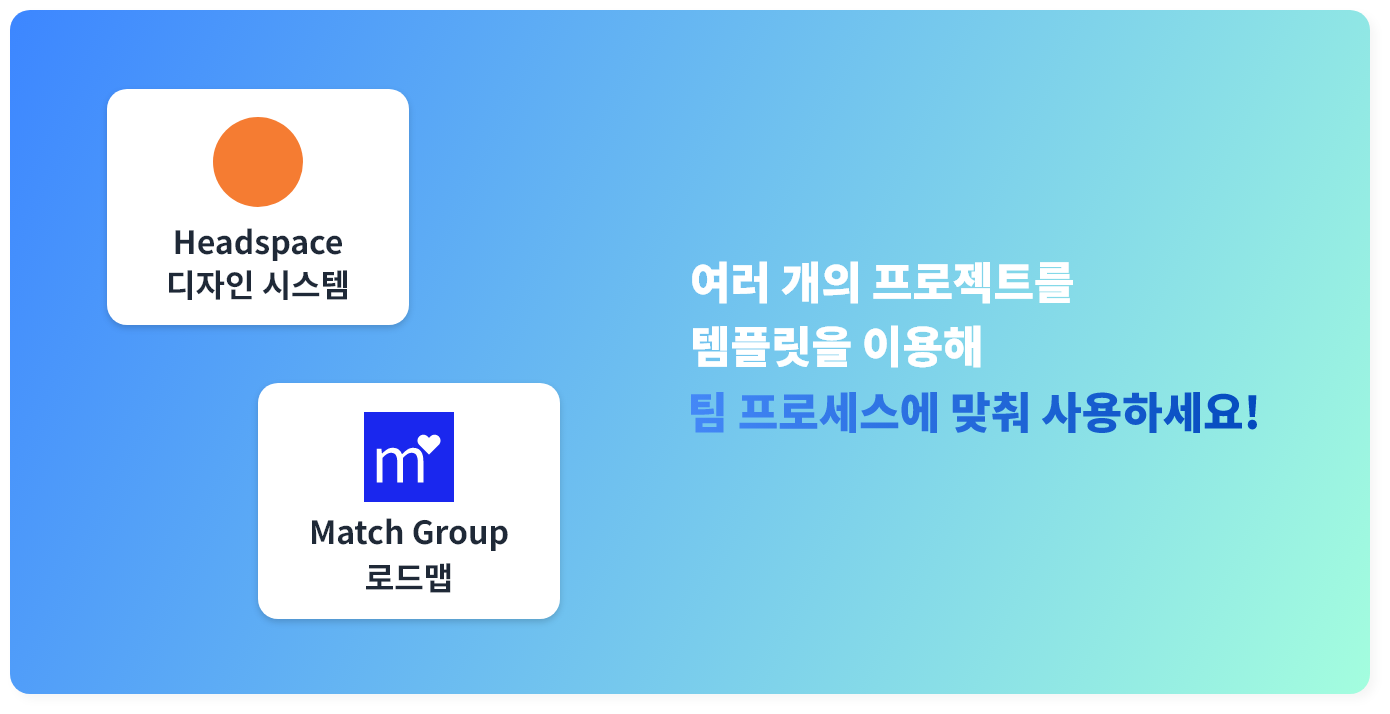 Headspace
디자인 시스템
m
Match Group
로드맵
여러 개의 프로젝트를
템플릿을 이용해
팀 프로세스에 맞춰 사용하세요!